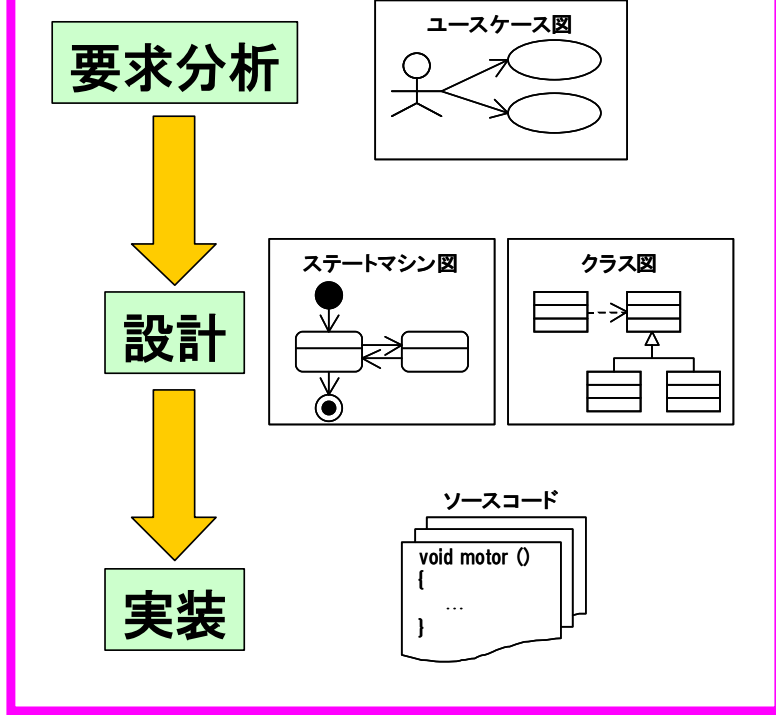 要求分析
ユースケース図
ステートマシン図
クラス図
設計
ソースコード
void motor ()
{
...
}
実装